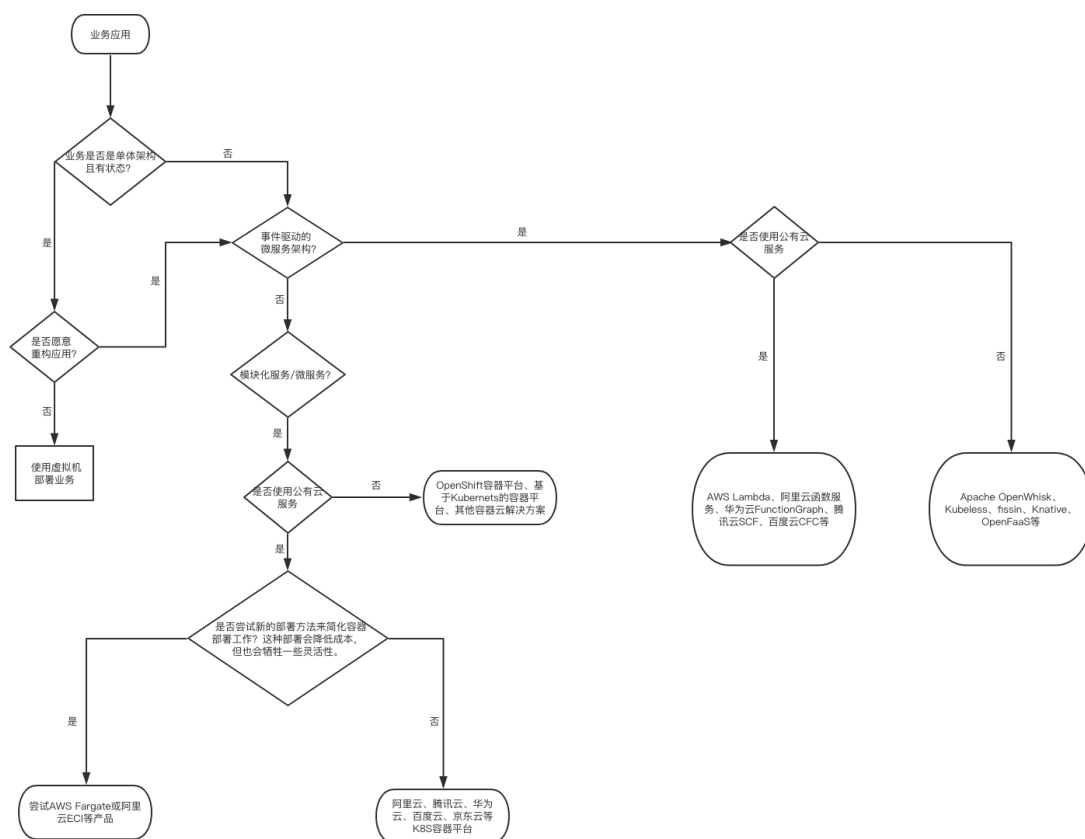 业务应用
业务是否是单体架构
且有状态?
否
是
事件驱动的
微服务架构?
是
是否使用公有云
服务
是
否
是否愿意
重构应用?
是
否
模块化服务/微服务?
否
使用虚拟机
部署业务
是
是否使用公有云
服务
否
OpenShift容器平台、基
于Kubernets的容器平
台、其他容器云解决方案
AWS Lambda、阿里云函数服
务、华为云FunctionGraph、腾
讯云SCF、百度云CFC等
Apache OpenWhisk、
Kubeless、fissin、Knative、
OpenFaaS等
是
是否尝试新的部署方法来简化容器
部署工作? 这种部署会降低成本,
但也会牺牲一些灵活性。
是
否
尝试AWS Fargate或阿里
云ECI等产品
阿里云、腾讯云、华为
云、百度云、京东云等
K8S容器平台